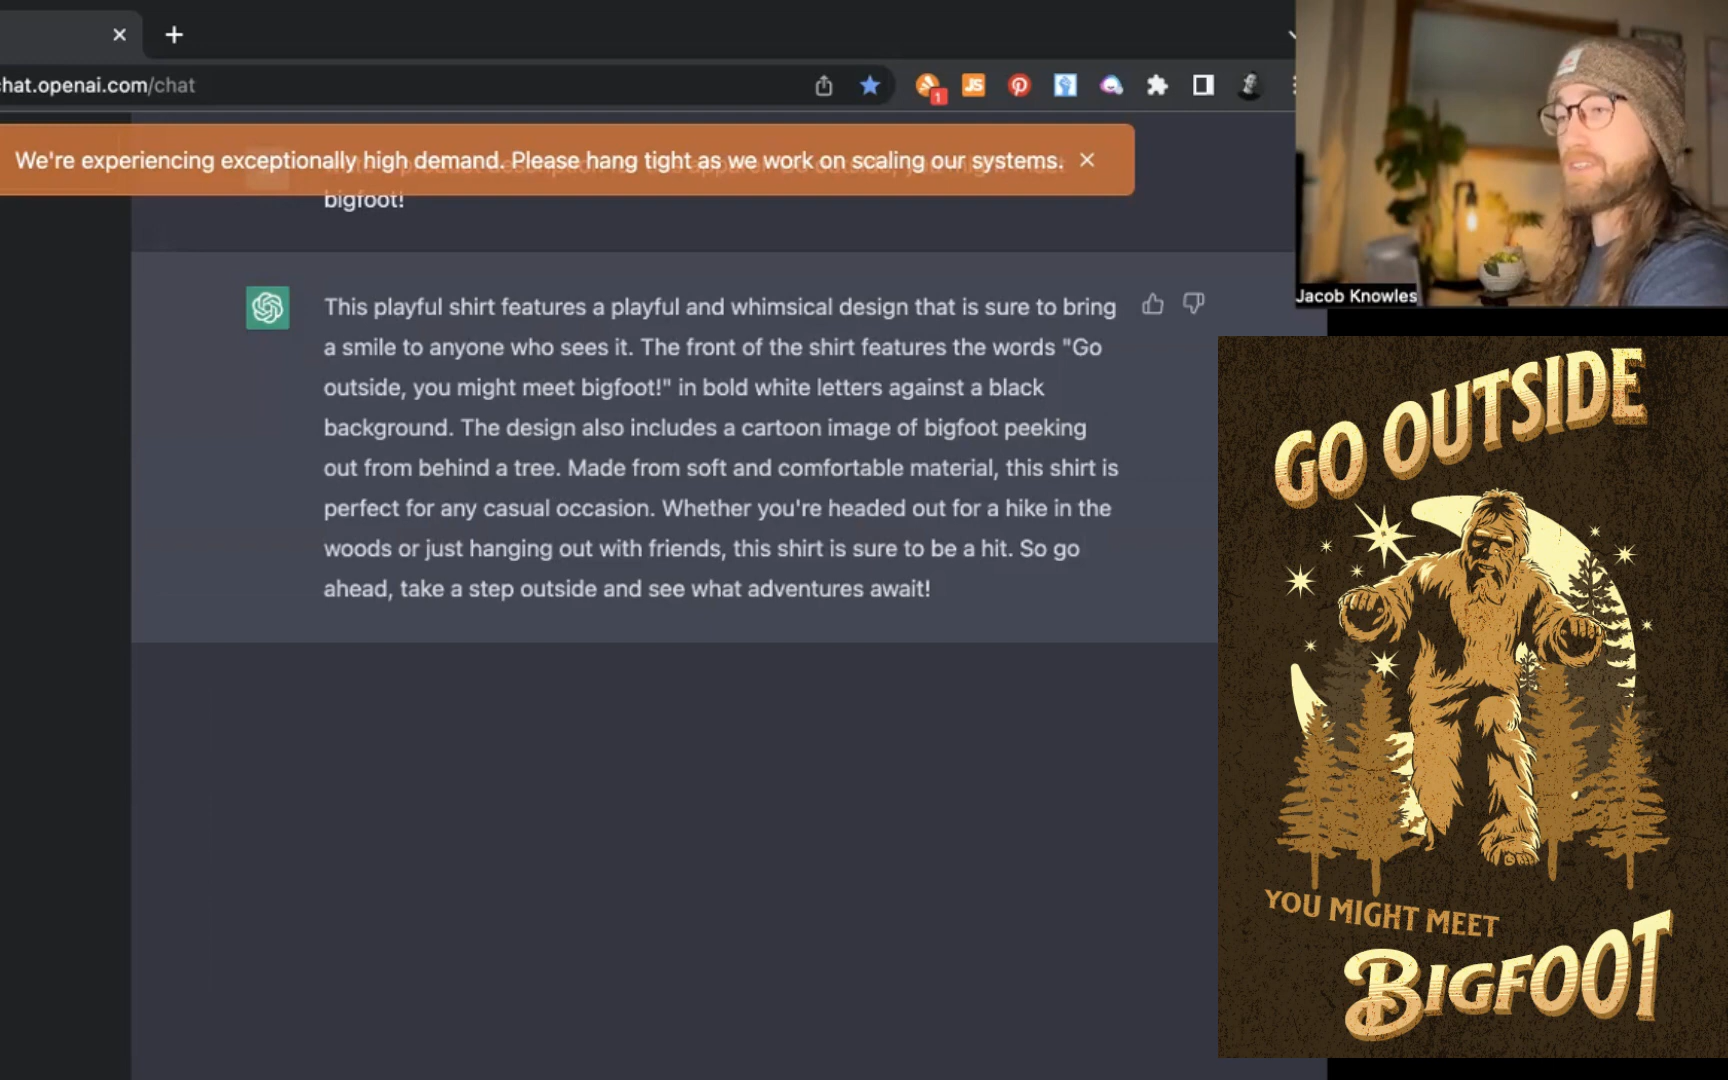 hat.openai.com/chat
1
JS
We're experiencing exceptionally high demand. Please hang tight as we work on scaling our systems.
bigfoot!
This playful shirt features a playful and whimsical design that is sure to bring
a smile to anyone who sees it. The front of the shirt features the words "Go
outside, you might meet bigfoot!" in bold white letters against a black
background. The design also includes a cartoon image of bigfoot peeking
out from behind a tree. Made from soft and comfortable material, this shirt is
perfect for any casual occasion. Whether you're headed out for a hike in the
woods or just hanging out with friends, this shirt is sure to be a hit. So go
ahead, take a step outside and see what adventures await!
Jacob Knowles
GO OUTSIDE
YOU MIGHT MEET
BIGFOOT